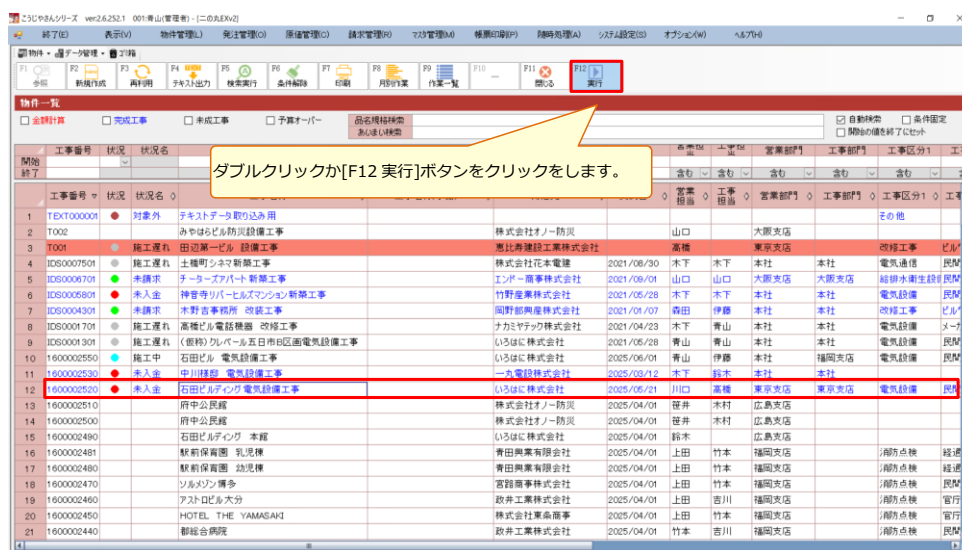 こうじやさんシリーズ ver.2.6.252.1 001:青山(管理者) - [二の丸EXv2]
終了(E) 表示(V) 物件管理(L) 発注管理(O) 原価管理(C) 請求管理(R) マスタ管理(M) 帳票印刷(P) 随時処理(A) システム設定(S) オプション(W) ヘルプ(H)
物件 データ管理 ゴミ箱
F1 参照 F2 新規作成 F3 再利用 F4 テキスト出力 F5 検索実行 F6 条件解除 F7 印刷 F8 月別作業 F9 作業一覧 F10 F11 閉じる F12 実行
物件一覧
金額計算 完成工事 未成工事 予算オーバー 品名規格検索 自動検索 条件固定
あいまい検索 開始の値を終了にセット
工事番号 状況 状況名 営業部門 工事部門 工事区分1
開始
終了 含む 含む 含む 含む 含む
ダブルクリックか[F12 実行]ボタンをクリックをします。
工事番号 状況 状況名 営業担当 工事担当 営業部門 工事部門 工事区分1
1 TEXT000001 対象外 テキストデータ取り込み用 その他
2 T002 みやはらビル防災設備工事 株式会社オノー防災 山口 大阪支店
3 T001 施工遅れ 田辺第一ビル 設備工事 恵比寿建設工業株式会社 高橋 東京支店 改修工事
4 IDS0007501 施工遅れ 土橋町シネマ新築工事 株式会社花本電建 2021/06/30 木下 木下 本社 本社 電気通信 民間
5 IDS0006701 未請求 チーターズアパート新築工事 エンドー商事株式会社 2021/09/01 山口 山口 大阪支店 大阪支店 給排水衛生設備 民間
6 IDS0005801 未入金 神音寺リバーヒルズマンション新築工事 竹野産業株式会社 2021/05/28 木下 木下 本社 本社 電気設備 民間
7 IDS0004301 未請求 木野吉事務所 改装工事 岡野部興産株式会社 2021/01/07 森田 伊藤 本社 本社 改修工事
8 IDS0001701 施工遅れ 高橋ビル電話機器 改修工事 ナカミヤテック株式会社 2021/04/23 木下 青山 本社 本社 電気設備
9 IDS0001301 施工遅れ (仮称)クレベール五日市B区画電気設備工事 いろはに株式会社 2021/05/28 青山 青山 本社 本社 電気設備 民間
10 1600002550 施工中 石田ビル 電気設備工事 いろはに株式会社 2025/06/01 青山 伊藤 本社 福岡支店 電気設備 民間
11 1600002530 未入金 中川様邸 電気設備工事 一丸電設株式会社 2025/03/12 木下 鈴木 本社 本社
12 1600002520 未入金 石田ビルディング電気設備工事 いろはに株式会社 2025/05/21 川口 高橋 東京支店 東京支店 電気設備 民間
13 1600002510 府中公民館 株式会社オノー防災 2025/04/01 笹井 木村 広島支店
14 1600002500 府中公民館 株式会社オノー防災 2025/04/01 笹井 木村 広島支店
15 1600002490 石田ビルディング 本館 いろはに株式会社 2025/04/01 鈴木 広島支店
16 1600002481 駅前保育園 乳児棟 青田興業有限会社 2025/04/01 上田 竹本 福岡支店 消防点検
17 1600002480 駅前保育園 幼児棟 青田興業有限会社 2025/04/01 上田 竹本 福岡支店 消防点検
18 1600002470 ソルメゾン博多 宮路商事株式会社 2025/04/01 上田 竹本 福岡支店 消防点検 民間
19 1600002460 アストロビル大分 政井工業株式会社 2025/04/01 上田 吉川 福岡支店 消防点検 官庁
20 1600002450 HOTEL THE YAMASAKI 株式会社東条商事 2025/04/01 上田 竹本 福岡支店 消防点検 官庁
21 1600002440 都総合病院 政井工業株式会社 2025/04/01 竹本 吉川 福岡支店 消防点検 民間